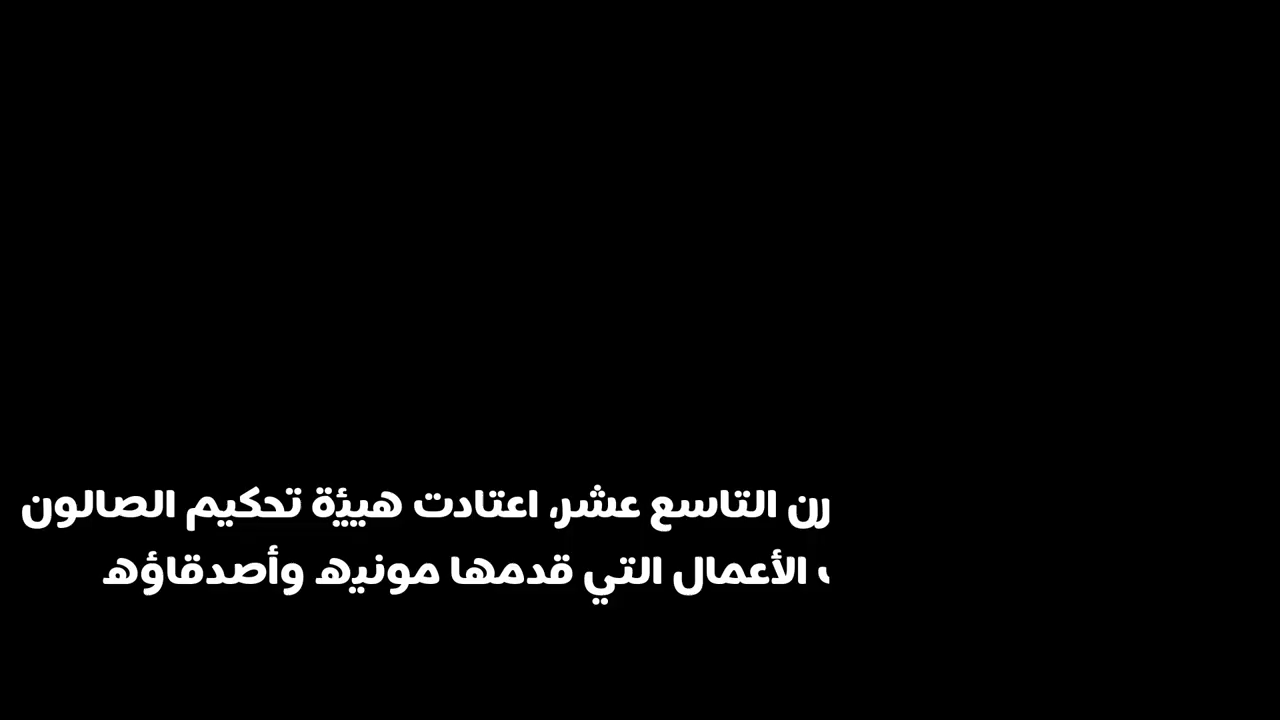 التاسع عشر، اعتادت هيئة تحكيم الصالون
الأعمال التي قدمها مونيه وأصدقاؤه